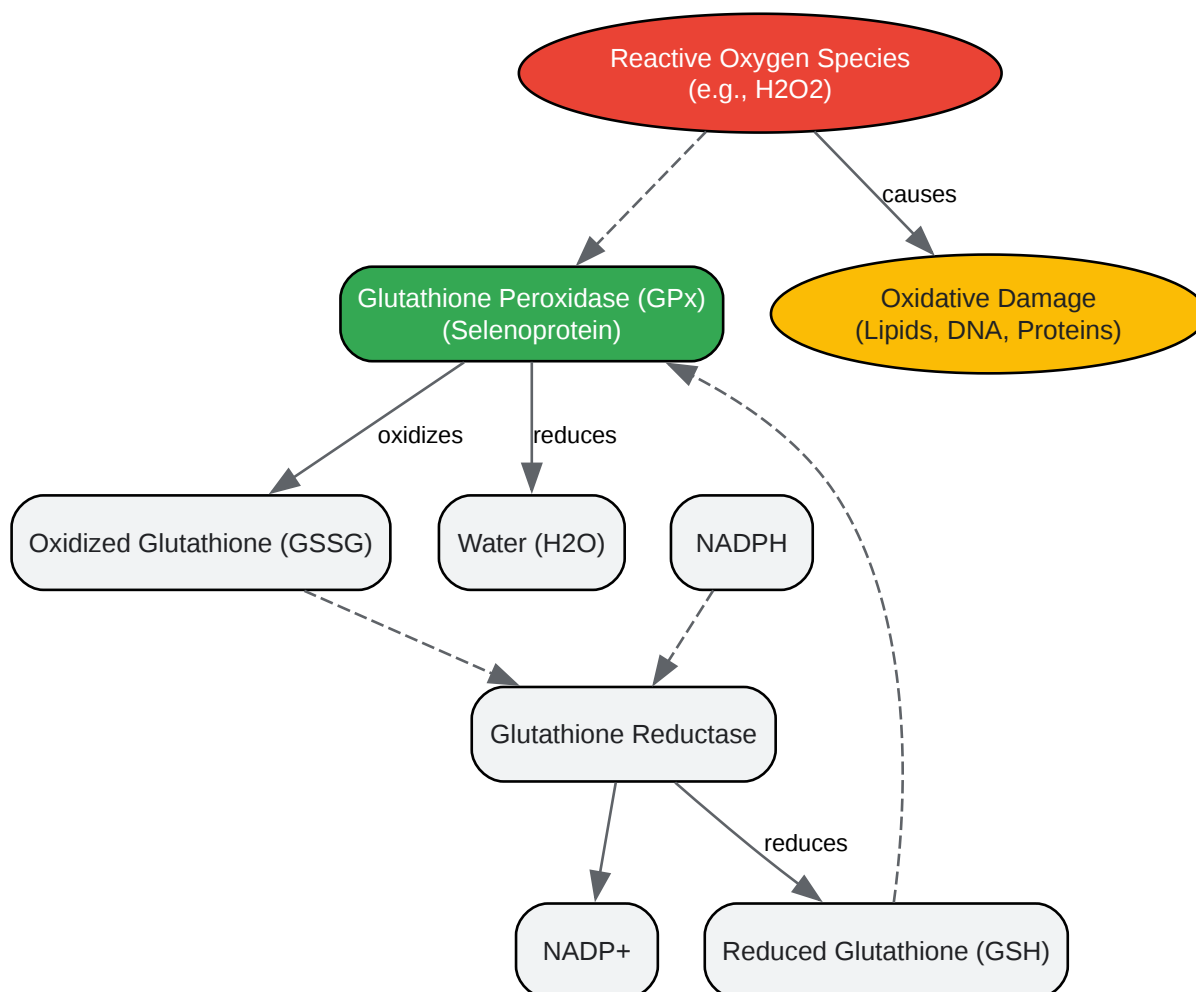 Reactive Oxygen Species
(e.g., H2O2)
causes
Glutathione Peroxidase (GPx)
(Selenoprotein)
Oxidative Damage
(Lipids, DNA, Proteins)
oxidizes
reduces
Oxidized Glutathione (GSSG)
Water (H2O)
NADPH
Glutathione Reductase
reduces
NADP+
Reduced Glutathione (GSH)